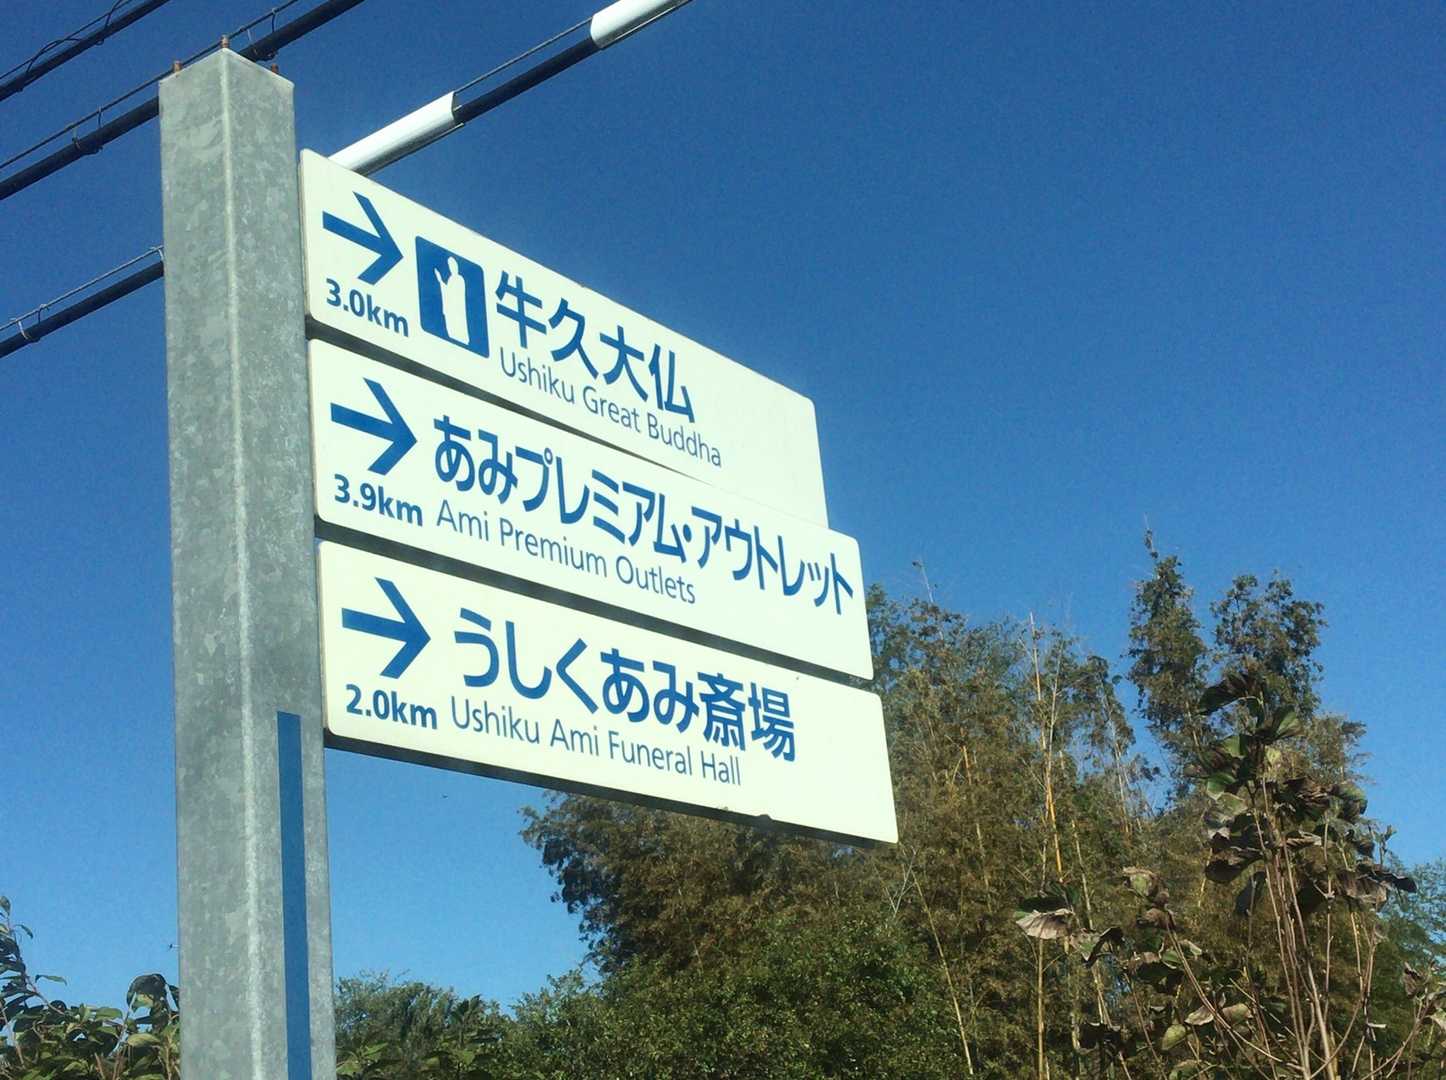 牛久大仏
3.0km
Ushiku Great Buddha
あみプレミアム・アウトレット
3.9km
Ami Premium Outlets
うしくあみ斎場
2.0km
Ushiku Ami Funeral Hall